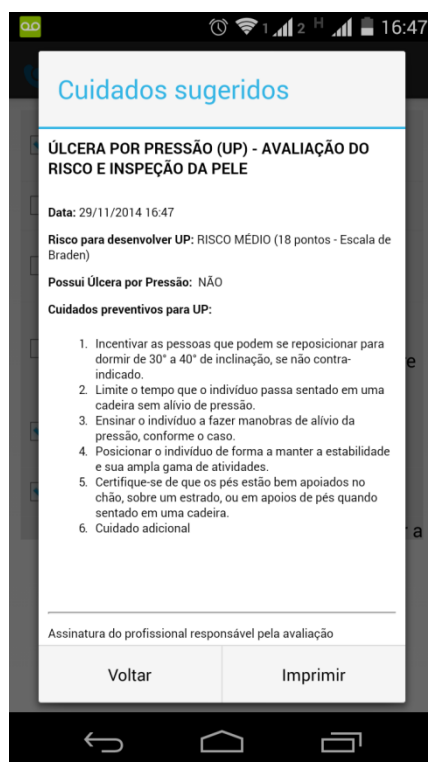 1 2 H 16:47
Cuidados sugeridos
ÚLCERA POR PRESSÃO (UP) - AVALIAÇÃO DO
RISCO E INSPEÇÃO DA PELE
Data: 29/11/2014 16:47
Risco para desenvolver UP: RISCO MÉDIO (18 pontos - Escala de
Braden)
Possui Úlcera por Pressão: NÃO
Cuidados preventivos para UP:
1. Incentivar as pessoas que podem se reposicionar para
dormir de 30° a 40° de inclinação, se não contra-
indicado.
2. Limite o tempo que o indivíduo passa sentado em uma
cadeira sem alívio de pressão.
3. Ensinar o indivíduo a fazer manobras de alívio da
pressão, conforme o caso.
4. Posicionar o indivíduo de forma a manter a estabilidade
e sua ampla gama de atividades.
5. Certifique-se de que os pés estão bem apoiados no
chão, sobre um estrado, ou em apoios de pés quando
sentado em uma cadeira.
6. Cuidado adicional
Assinatura do profissional responsável pela avaliação
Voltar Imprimir